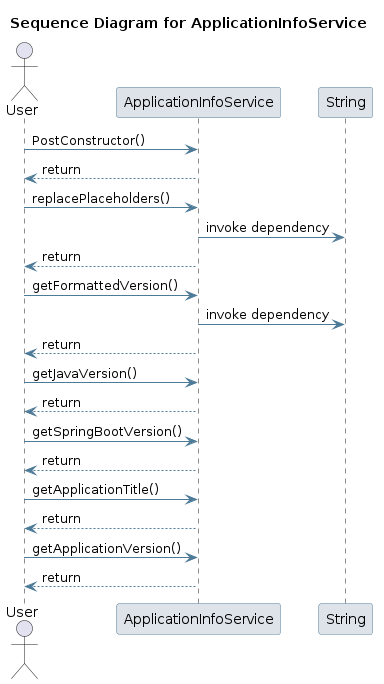 Sequence Diagram for ApplicationInfoService
User
ApplicationInfoService
String
PostConstructor()
return
replacePlaceholders()
invoke dependency
return
getFormattedVersion()
invoke dependency
return
getJavaVersion()
return
getSpringBootVersion()
return
getApplicationTitle()
return
getApplicationVersion()
return
User
ApplicationInfoService
String